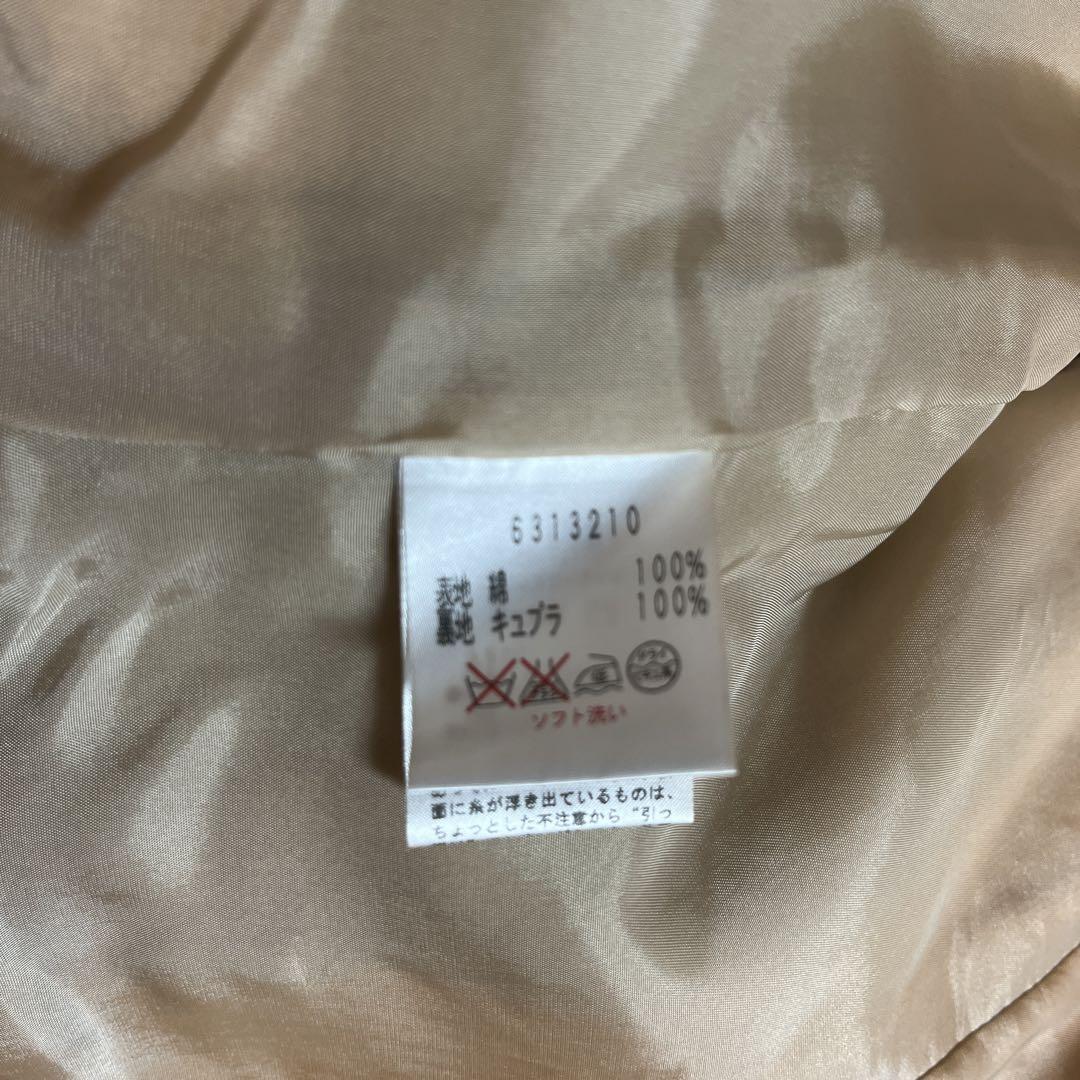 6313210
表地 綿 100%
裏地 キュプラ 100%
ソフト洗い
面に糸が浮き出ているものは、
ちょっとした不注意から “引っ